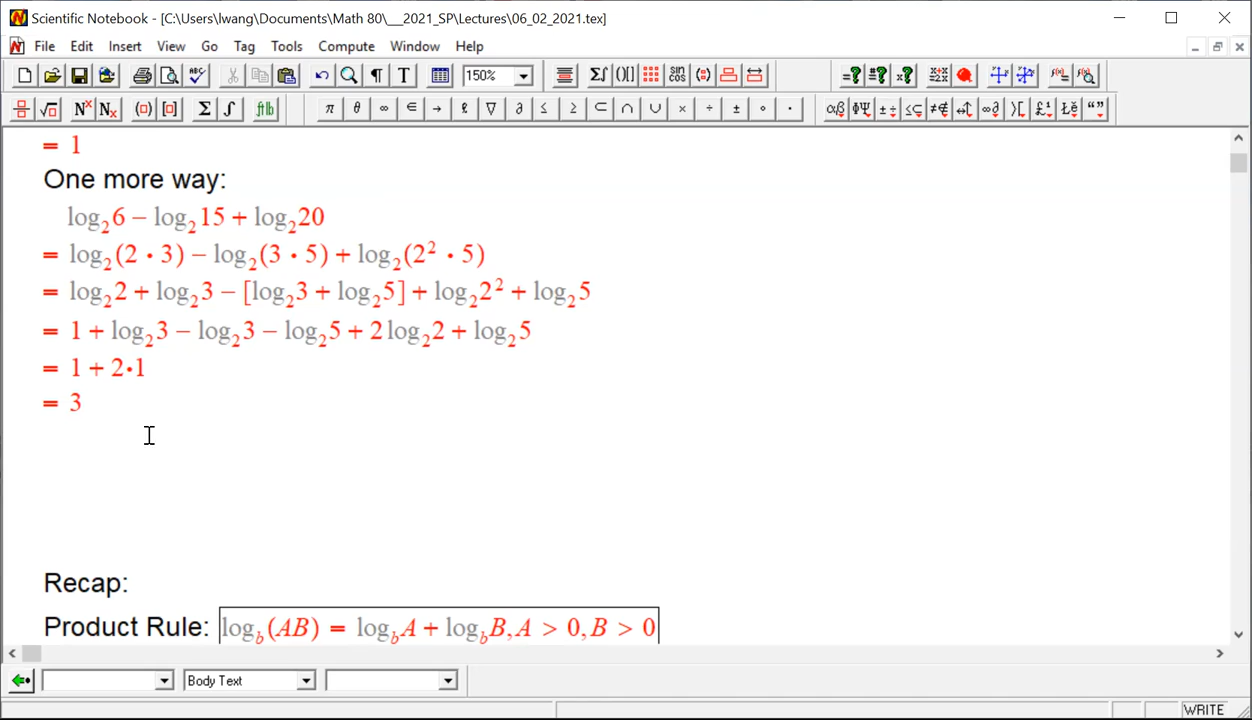 Scientific Notebook - [C:\Users\lwang\Documents\Math 80\__2021_SP\Lectures\06_02_2021.tex]
File Edit Insert View Go Tag Tools Compute Window Help
150%
= 1
One more way:
log₂6 − log₂15 + log₂20
= log₂(2 • 3) − log₂(3 • 5) + log₂(2² • 5)
= log₂2 + log₂3 − [log₂3 + log₂5] + log₂2² + log₂5
= 1 + log₂3 − log₂3 − log₂5 + 2 log₂2 + log₂5
= 1 + 2•1
= 3
Recap:
Product Rule: log_b(AB) = log_bA + log_bB, A > 0, B > 0
Body Text
WRITE